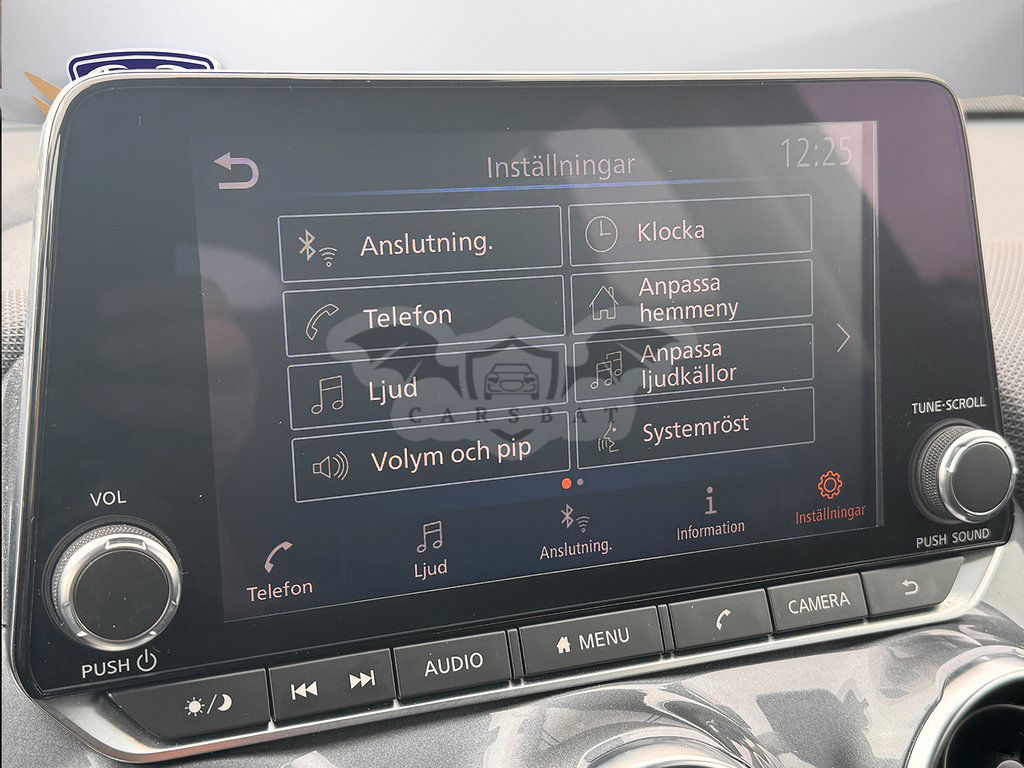 Inställningar
12:25
Anslutning.
Klocka
Telefon
Anpassa
hemmeny
Ljud
Anpassa
ljudkällor
CARSBAT
Volym och pip
Systemröst
Telefon
Ljud
Anslutning.
Information
Inställningar
VOL
PUSH
TUNE·SCROLL
PUSH SOUND
AUDIO
MENU
CAMERA